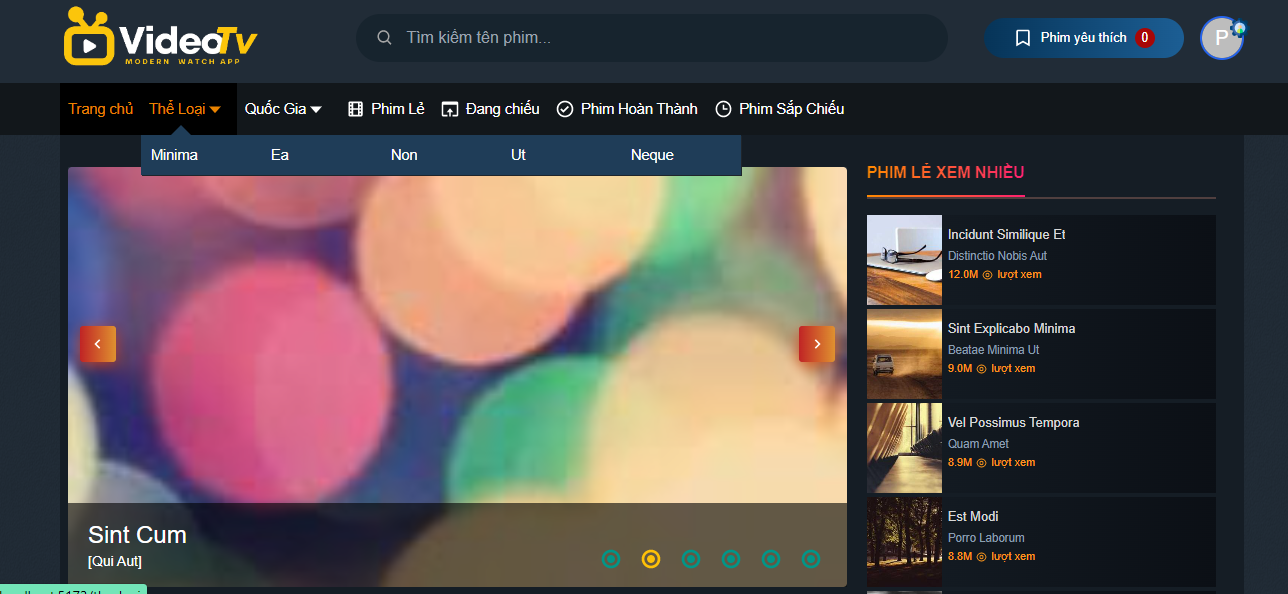 VideoTv
MODERN WATCH APP
Tìm kiếm tên phim...
Phim yêu thích 0
P
Trang chủ Thể Loại Quốc Gia Phim Lẻ Đang chiếu Phim Hoàn Thành Phim Sắp Chiếu
Minima Ea Non Ut Neque
Sint Cum
[Qui Aut]
PHIM LẺ XEM NHIỀU
Incidunt Similique Et
Distinctio Nobis Aut
12.0M lượt xem
Sint Explicabo Minima
Beatae Minima Ut
9.0M lượt xem
Vel Possimus Tempora
Quam Amet
8.9M lượt xem
Est Modi
Porro Laborum
8.8M lượt xem